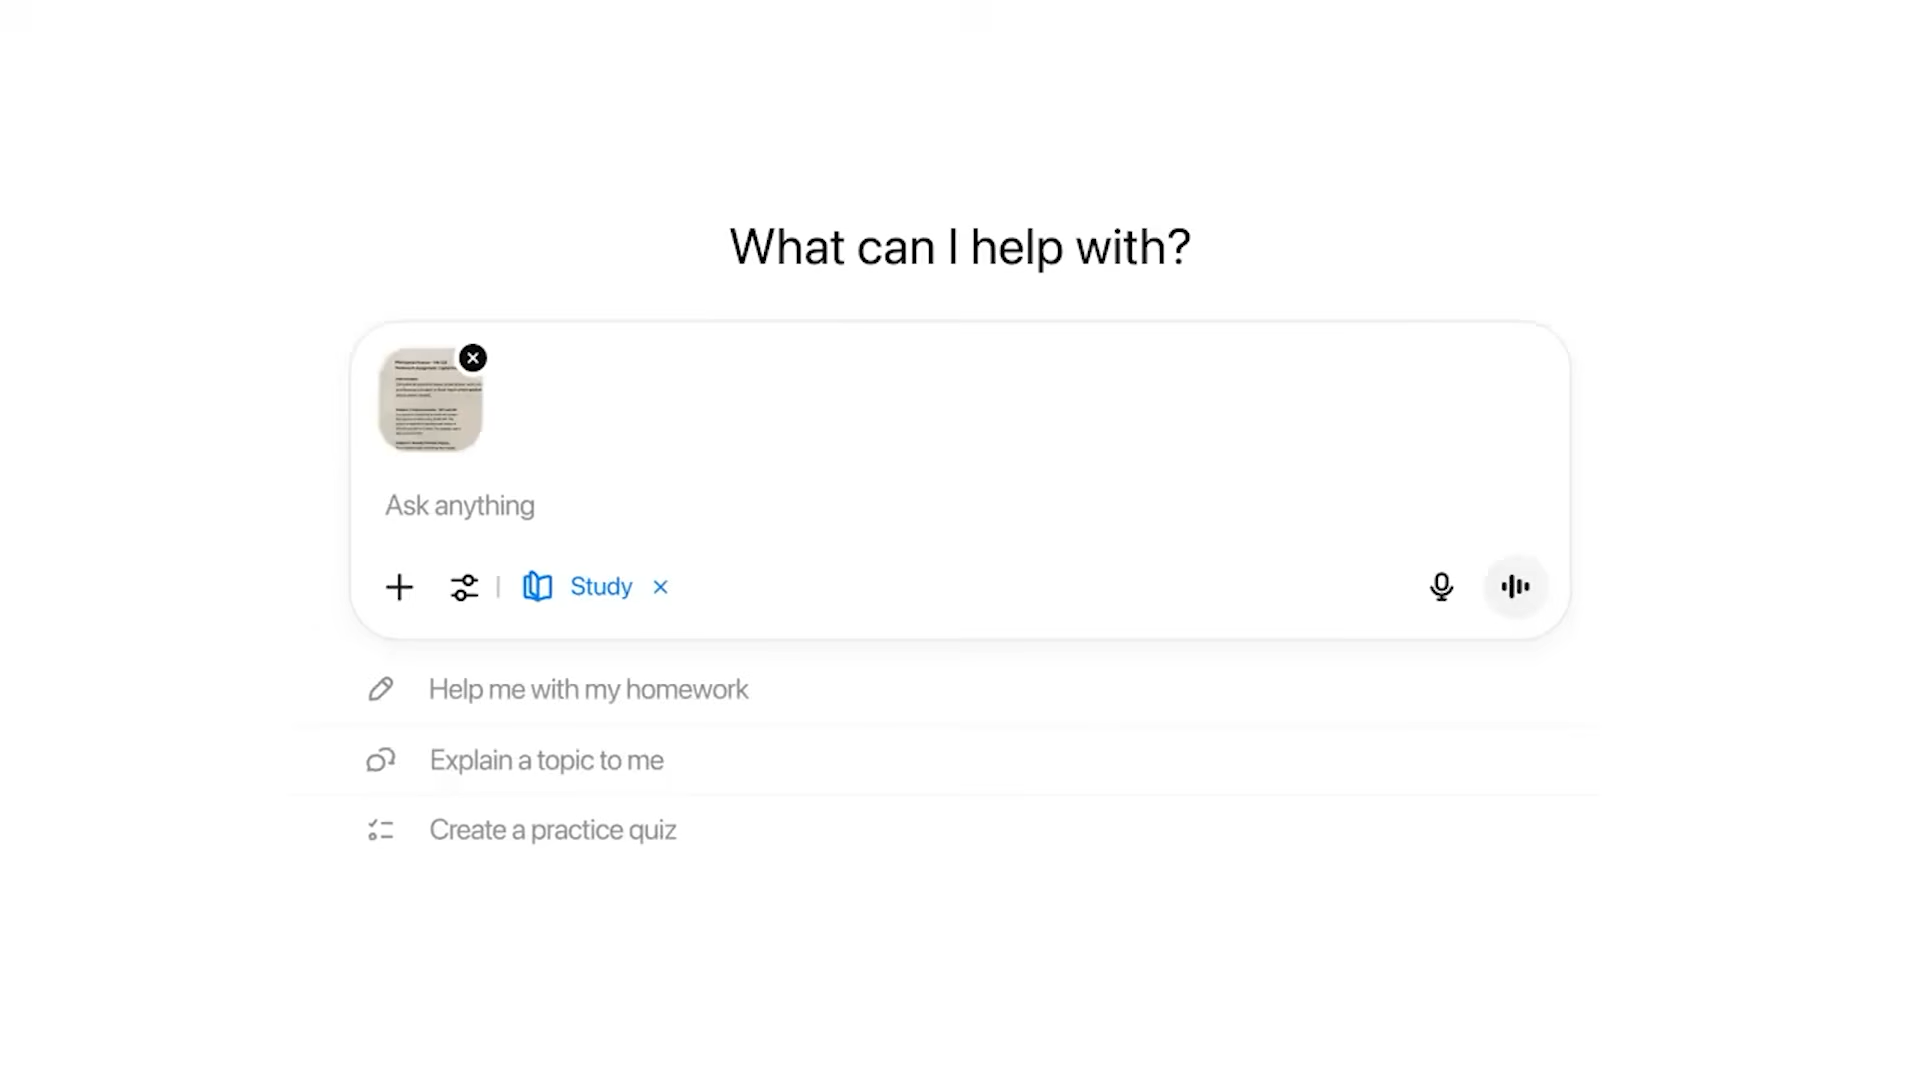 What can I help with?
Ask anything
Study
Help me with my homework
Explain a topic to me
Create a practice quiz